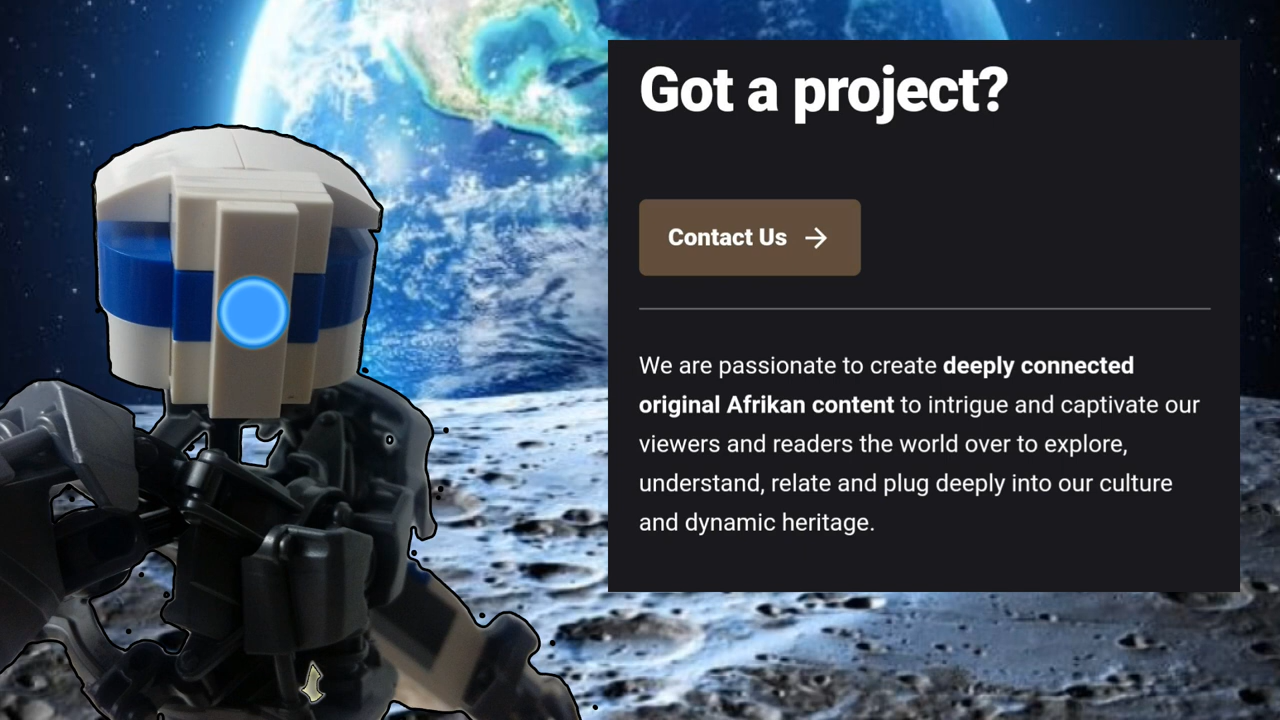 Got a project?
Contact Us →
We are passionate to create deeply connected
original Afrikan content to intrigue and captivate our
viewers and readers the world over to explore,
understand, relate and plug deeply into our culture
and dynamic heritage.